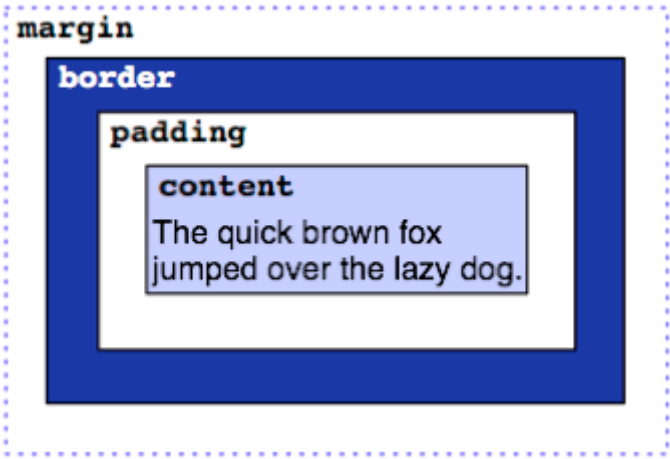 margin
border
padding
content
The quick brown fox
jumped over the lazy dog.